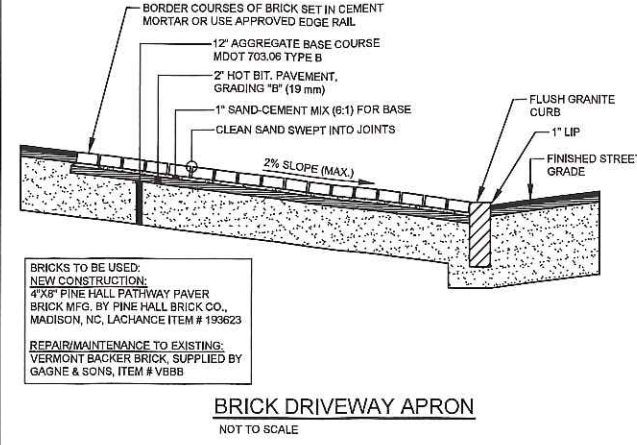 BORDER COURSES OF BRICK SET IN CEMENT
MORTAR OR USE APPROVED EDGE RAIL
12" AGGREGATE BASE COURSE
MDOT 703.06 TYPE B
2" HOT BIT. PAVEMENT,
GRADING "B" (19 mm)
1" SAND-CEMENT MIX (6:1) FOR BASE
CLEAN SAND SWEPT INTO JOINTS
2% SLOPE (MAX.)
FLUSH GRANITE
CURB
1" LIP
FINISHED STREET
GRADE
BRICKS TO BE USED:
NEW CONSTRUCTION:
4"X8" PINE HALL PATHWAY PAVER
BRICK MFG. BY PINE HALL BRICK CO.,
MADISON, NC, LACHANCE ITEM # 193623
REPAIR/MAINTENANCE TO EXISTING:
VERMONT BACKER BRICK, SUPPLIED BY
GAGNE & SONS, ITEM # VBBB
BRICK DRIVEWAY APRON
NOT TO SCALE